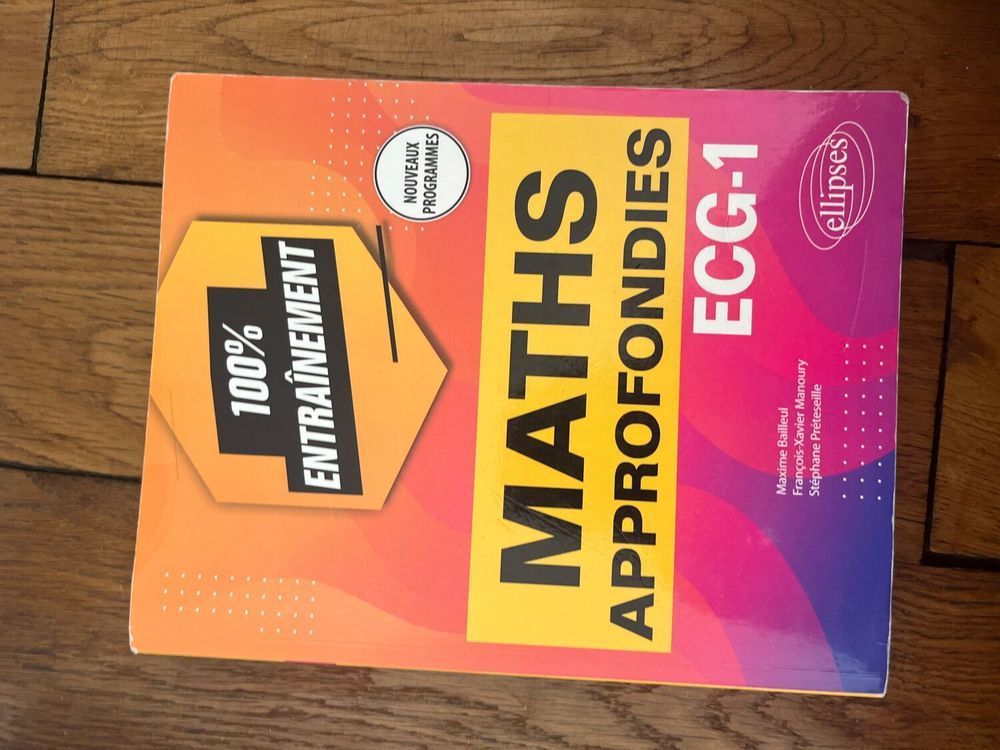 100%
ENTRAÎNEMENT
NOUVEAUX
PROGRAMMES
MATHS
APPROFONDIES
ECG-1
Maxime Bailleul
François-Xavier Manoury
Stéphane Préteseille
ellipses